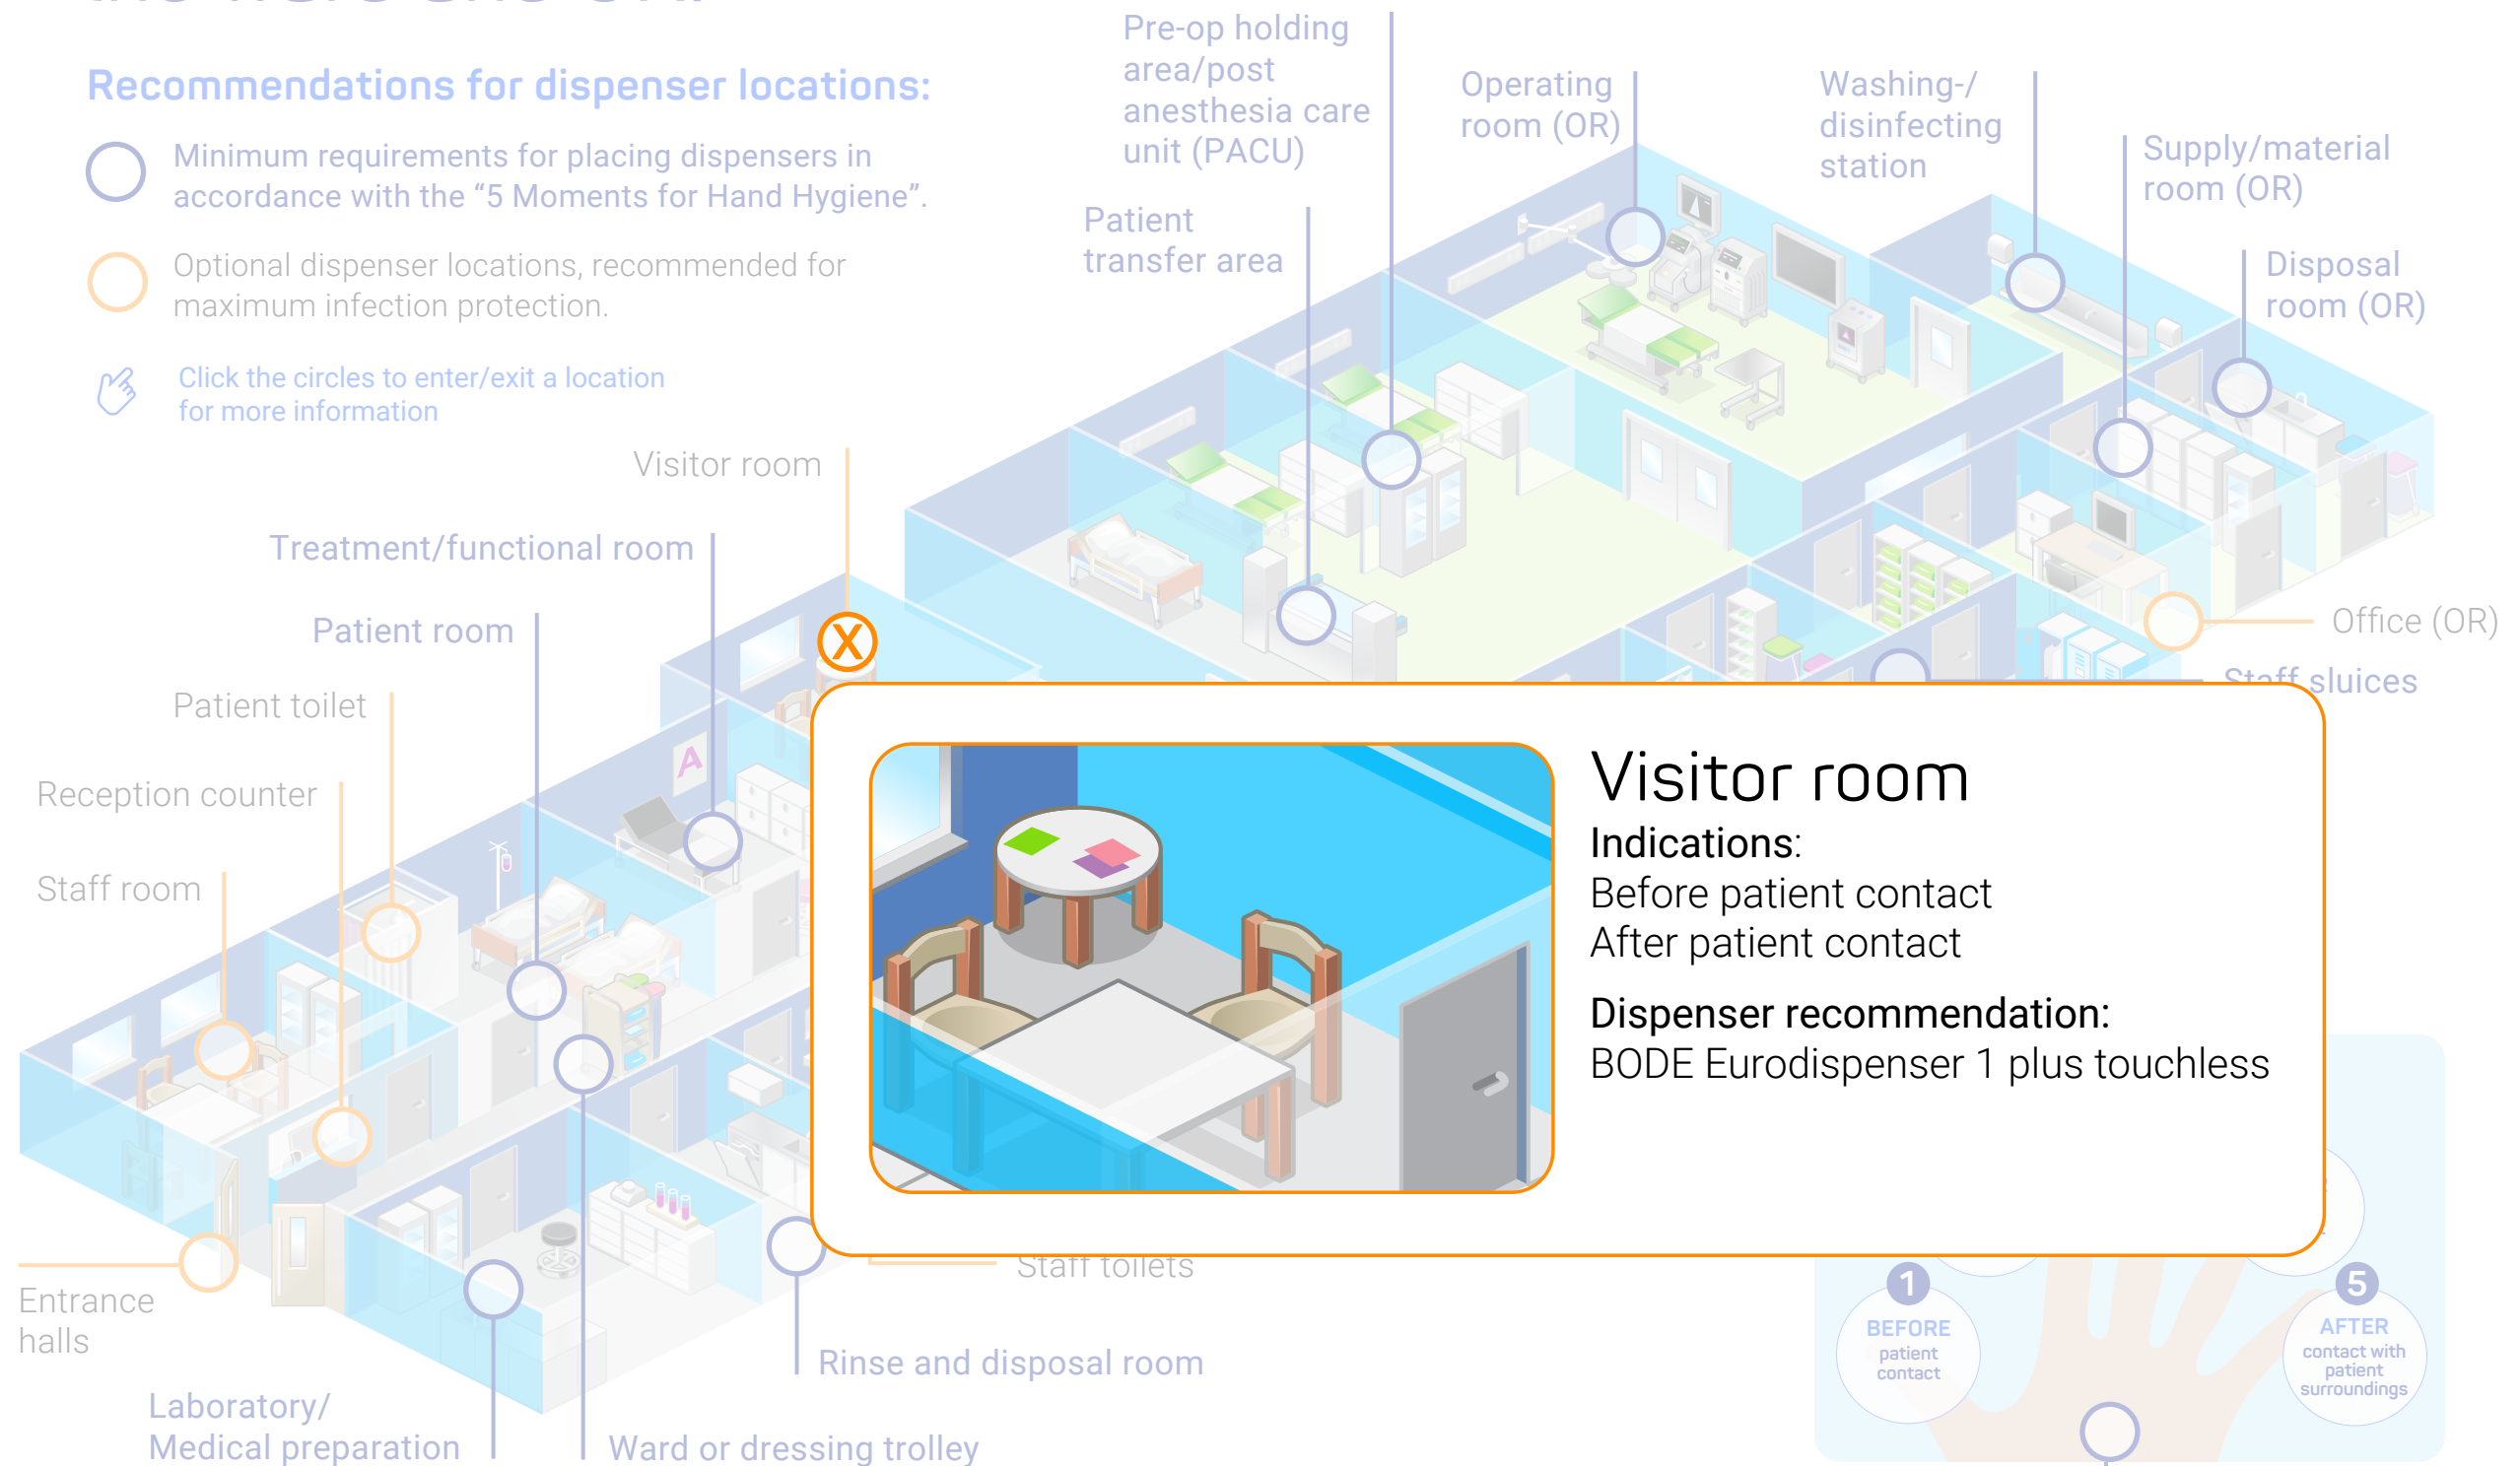 Recommendations for dispenser locations:
Minimum requirements for placing dispensers in
accordance with the “5 Moments for Hand Hygiene”.
Optional dispenser locations, recommended for
maximum infection protection.
Click the circles to enter/exit a location
for more information
Pre-op holding
area/post
anesthesia care
unit (PACU)
Operating
room (OR)
Washing-/
disinfecting
station
Supply/material
room (OR)
Disposal
room (OR)
Patient
transfer area
Visitor room
Treatment/functional room
Patient room
Patient toilet
Reception counter
Staff room
Office (OR)
Staff sluices
X
A
Visitor room
Indications:
Before patient contact
After patient contact
Dispenser recommendation:
BODE Eurodispenser 1 plus touchless
Staff toilets
Entrance
halls
Rinse and disposal room
Laboratory/
Medical preparation
Ward or dressing trolley
1
BEFORE
patient
contact
5
AFTER
contact with
patient
surroundings